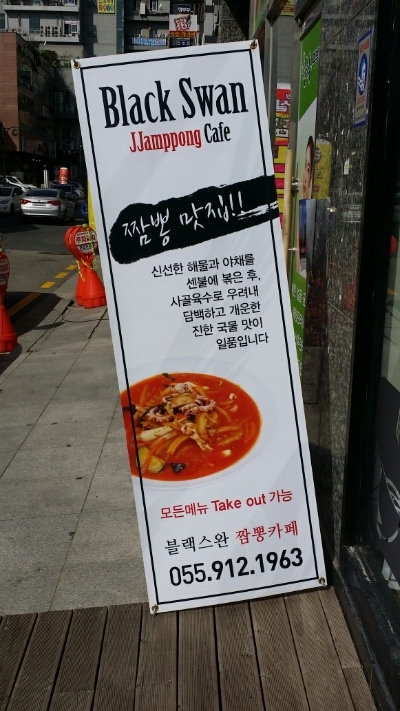 Black Swan
JJamppong Cafe
짬뽕 맛집!!
신선한 해물과 야채를
센불에 볶은 후,
사골육수로 우려내
담백하고 개운한
진한 국물 맛이
일품입니다
모든메뉴 Take out 가능
블랙스완 짬뽕카페
055.912.1963